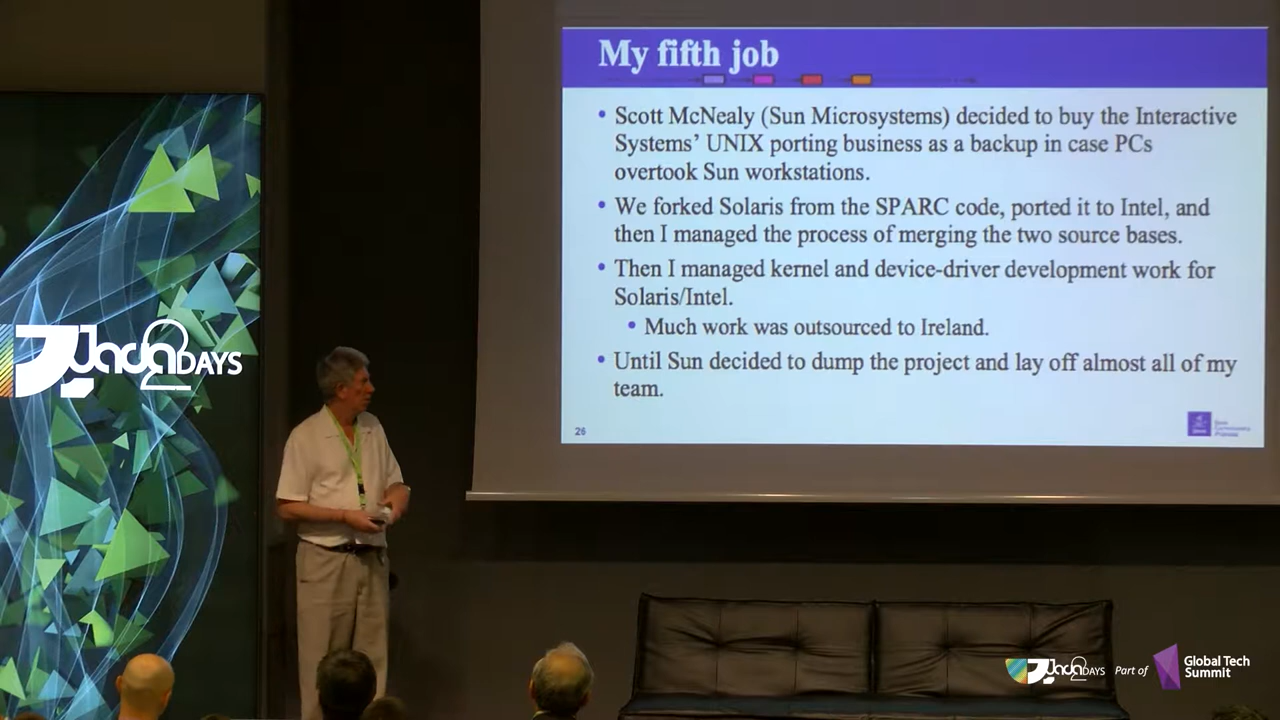 My fifth job
• Scott McNealy (Sun Microsystems) decided to buy the Interactive
Systems' UNIX porting business as a backup in case PCs
overtook Sun workstations.
• We forked Solaris from the SPARC code, ported it to Intel, and
then I managed the process of merging the two source bases.
• Then I managed kernel and device-driver development work for
Solaris/Intel.
• Much work was outsourced to Ireland.
• Until Sun decided to dump the project and lay off almost all of my
team.
26
Java2DAYS
Java2DAYS Part of Global Tech
Summit